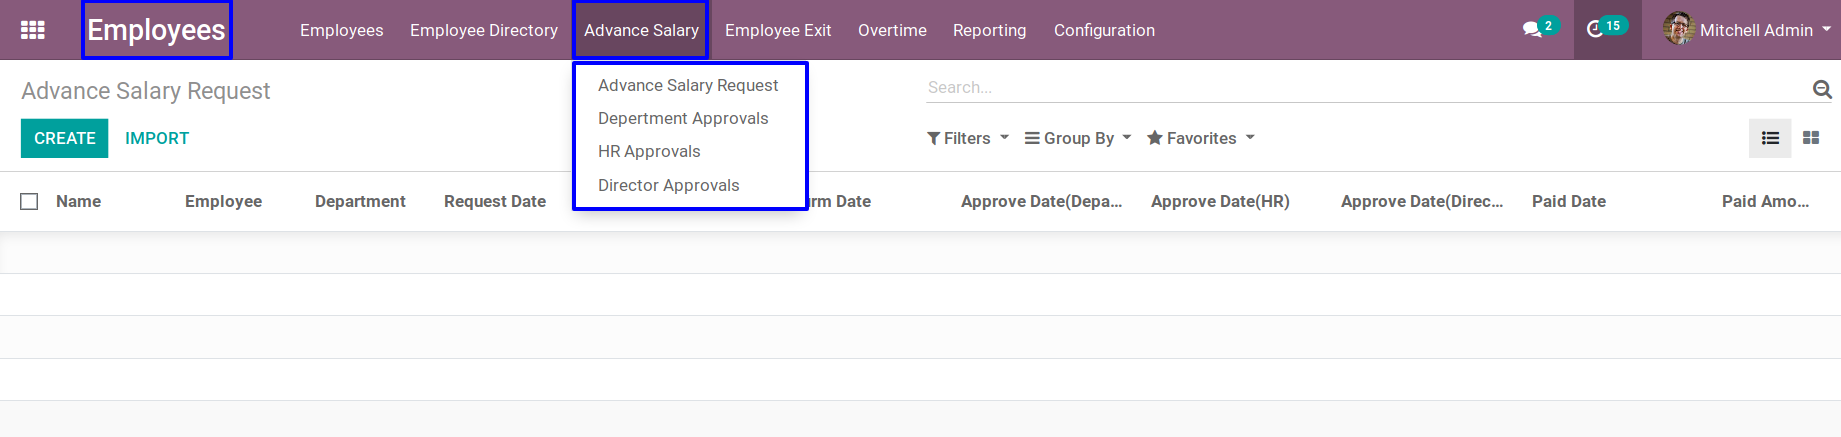 Employees Employees Employee Directory Advance Salary Employee Exit Overtime Reporting Configuration 2 15 Mitchell Admin
Advance Salary Request Search...
Advance Salary Request
Depertment Approvals
HR Approvals
Director Approvals
CREATE IMPORT Filters Group By Favorites
Name Employee Department Request Date Date Approve Date(Depa... Approve Date(HR) Approve Date(Direc... Paid Date Paid Amo...